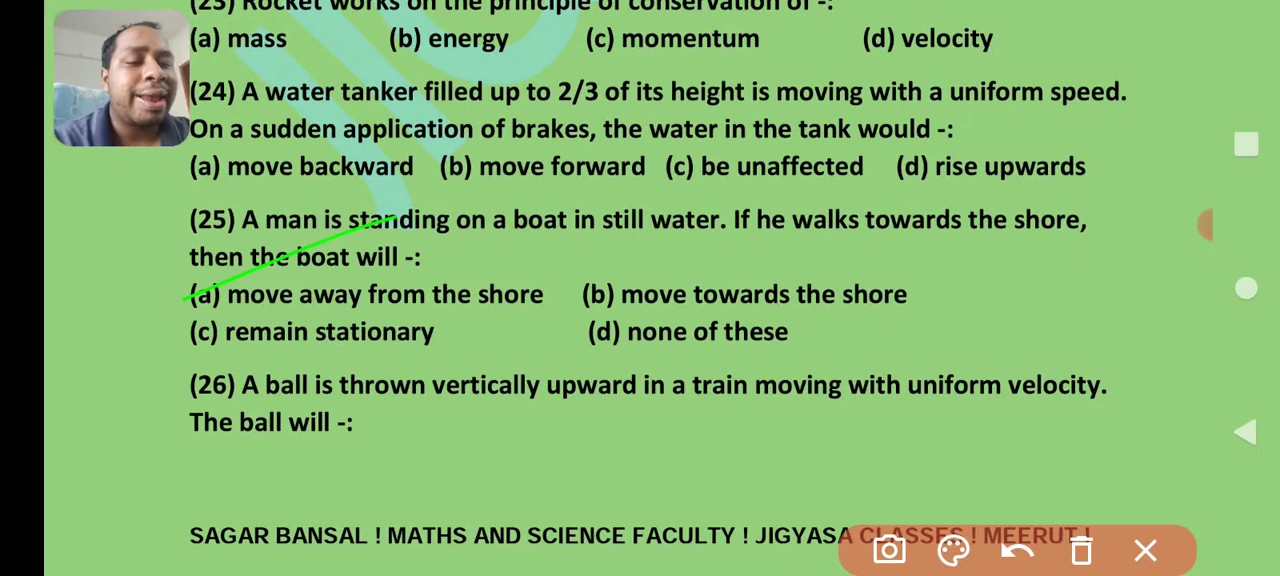 (23) Rocket works on the principle of conservation of -:
(a) mass (b) energy (c) momentum (d) velocity
(24) A water tanker filled up to 2/3 of its height is moving with a uniform speed.
On a sudden application of brakes, the water in the tank would -:
(a) move backward (b) move forward (c) be unaffected (d) rise upwards
(25) A man is standing on a boat in still water. If he walks towards the shore,
then the boat will -:
(a) move away from the shore (b) move towards the shore
(c) remain stationary (d) none of these
(26) A ball is thrown vertically upward in a train moving with uniform velocity.
The ball will -:
SAGAR BANSAL ! MATHS AND SCIENCE FACULTY ! JIGYASA CLASSES ! MEERUT !